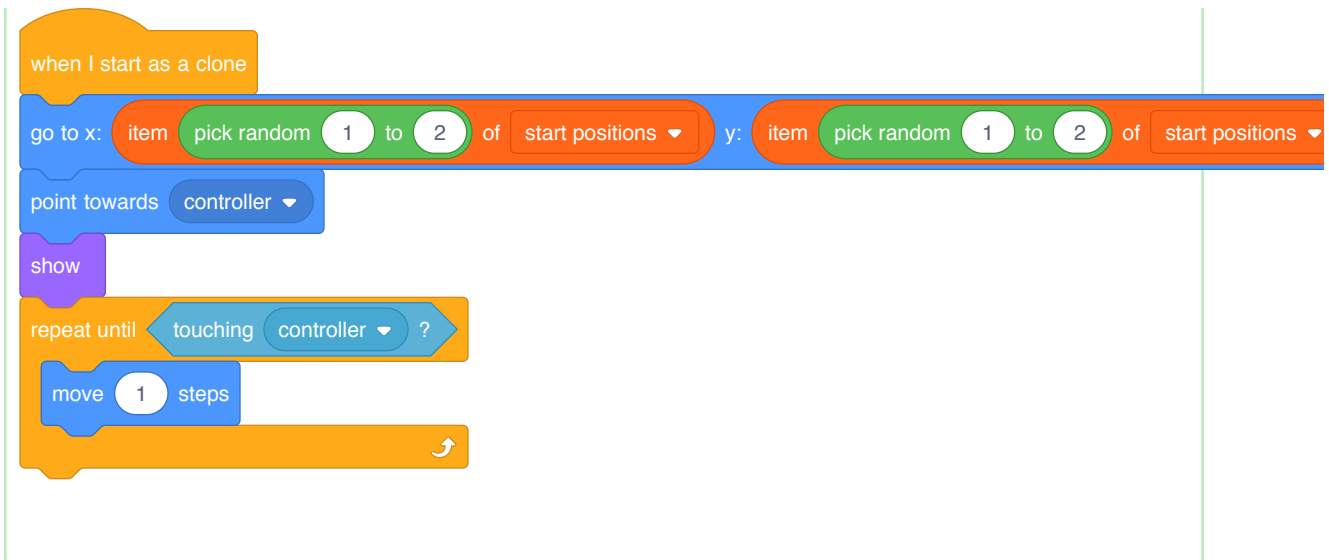 when I start as a clone
go to x: item pick random 1 to 2 of start positions y: item pick random 1 to 2 of start positions
point towards controller
show
repeat until touching controller ?
move 1 steps